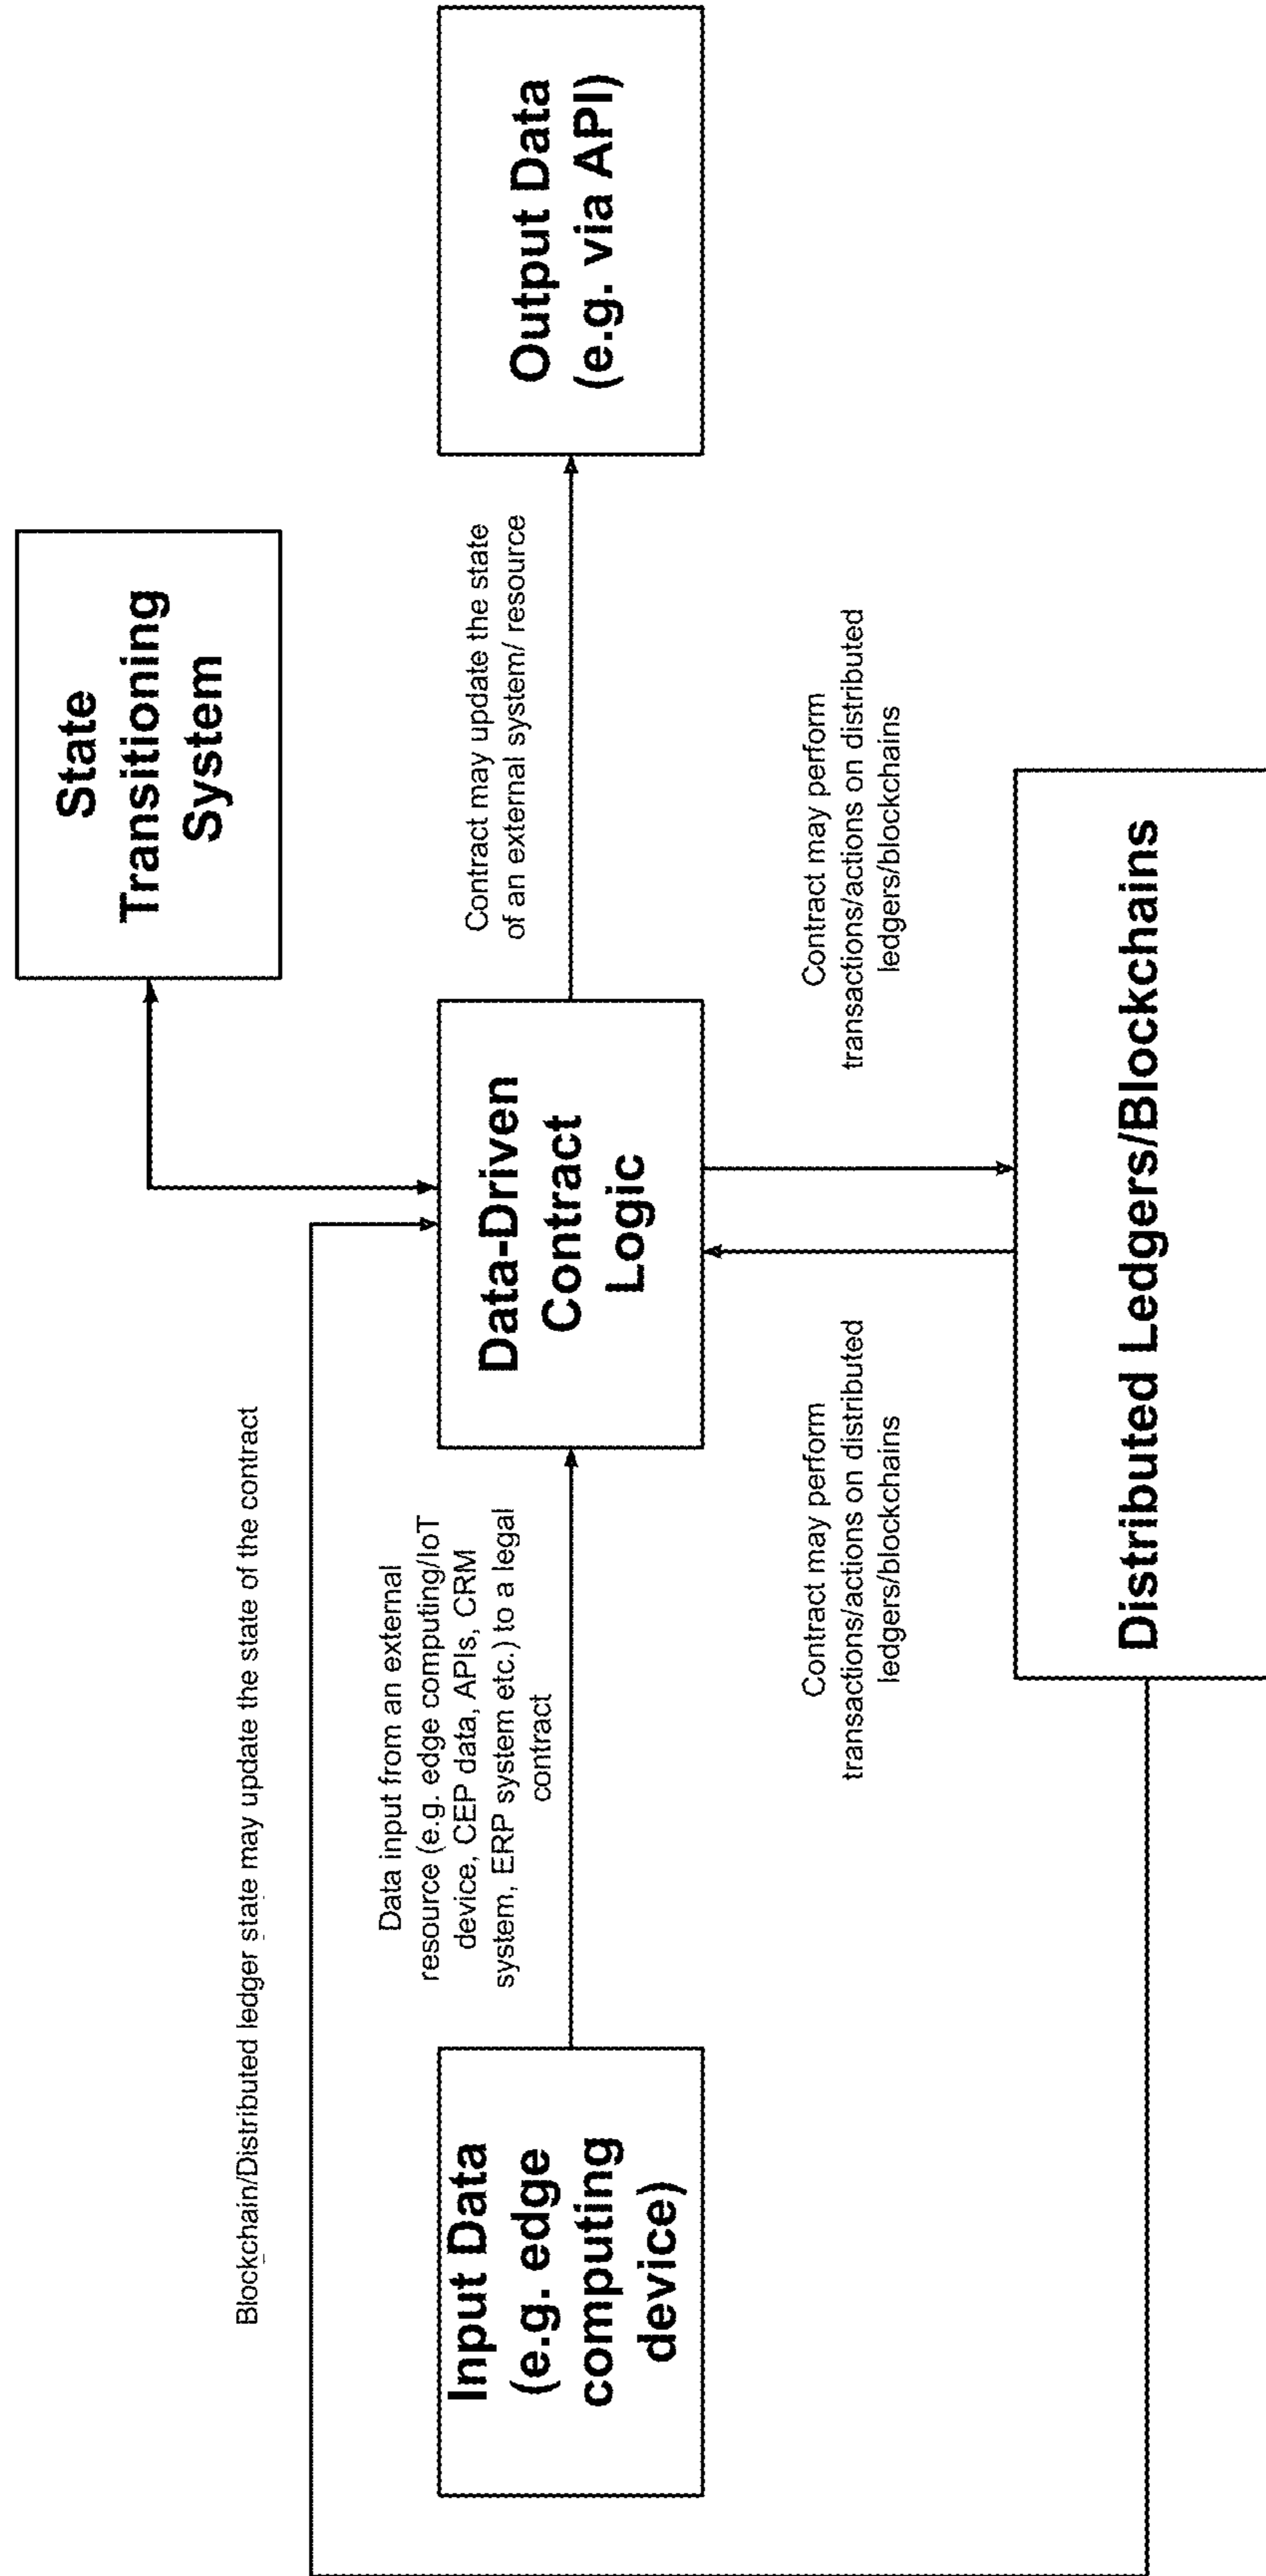 State
Transitioning
System
Blockchain/Distributed ledger state may update the state of the contract
Input Data
(e.g. edge
computing
device)
Data input from an external
resource (e.g. edge computing/IoT
device, CEP data, APIs, CRM
system, ERP system etc.) to a legal
contract
Data-Driven
Contract
Logic
Contract may update the state
of an external system/ resource
Output Data
(e.g. via API)
Contract may perform
transactions/actions on distributed
ledgers/blockchains
Contract may perform
transactions/actions on distributed
ledgers/blockchains
Distributed Ledgers/Blockchains